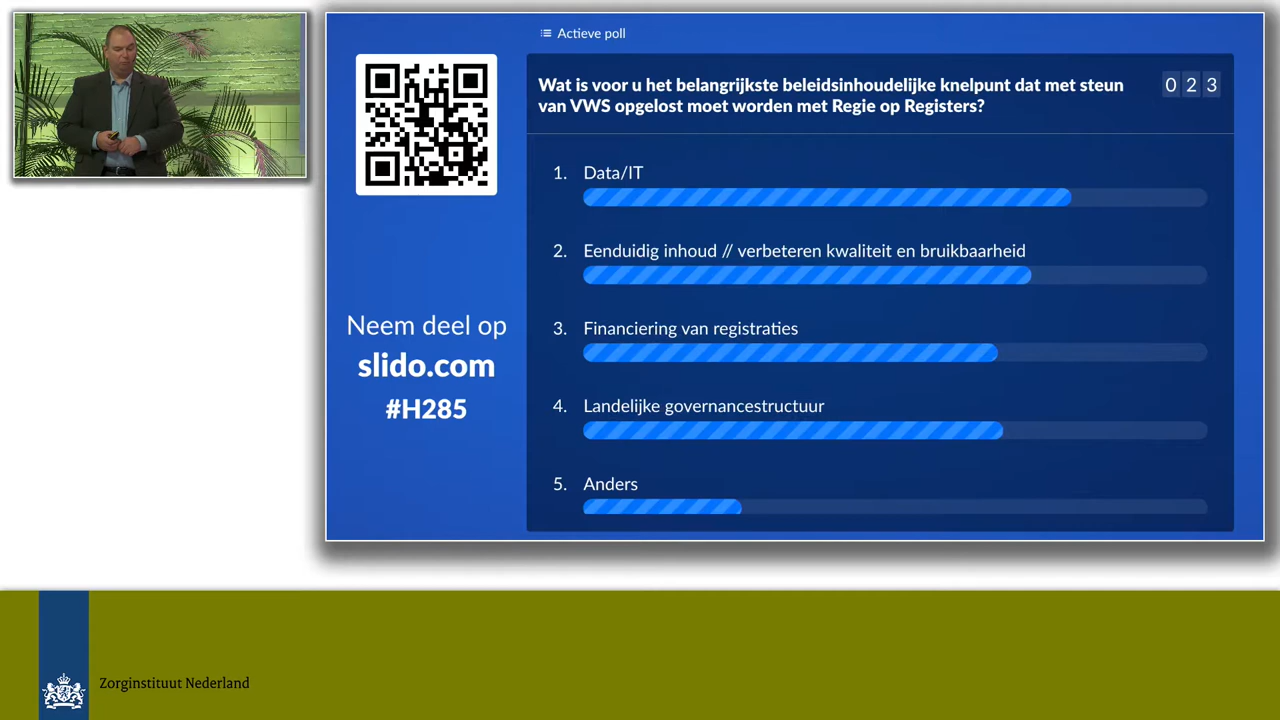 Actieve poll
Wat is voor u het belangrijkste beleidsinhoudelijke knelpunt dat met steun
van VWS opgelost moet worden met Regie op Registers?
0 2 3
1. Data/IT
2. Eenduidig inhoud // verbeteren kwaliteit en bruikbaarheid
3. Financiering van registraties
4. Landelijke governancestructuur
5. Anders
Neem deel op
slido.com
#H285
Zorginstituut Nederland